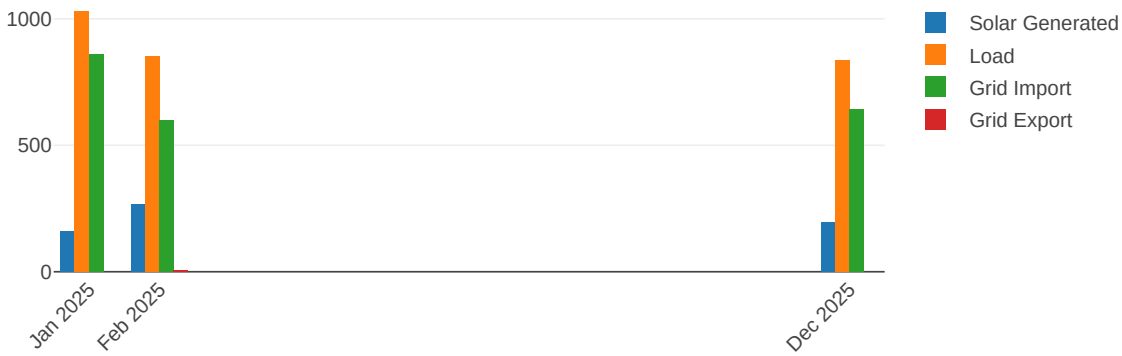 1000
500
0
Jan 2025
Feb 2025
Dec 2025
Solar Generated
Load
Grid Import
Grid Export